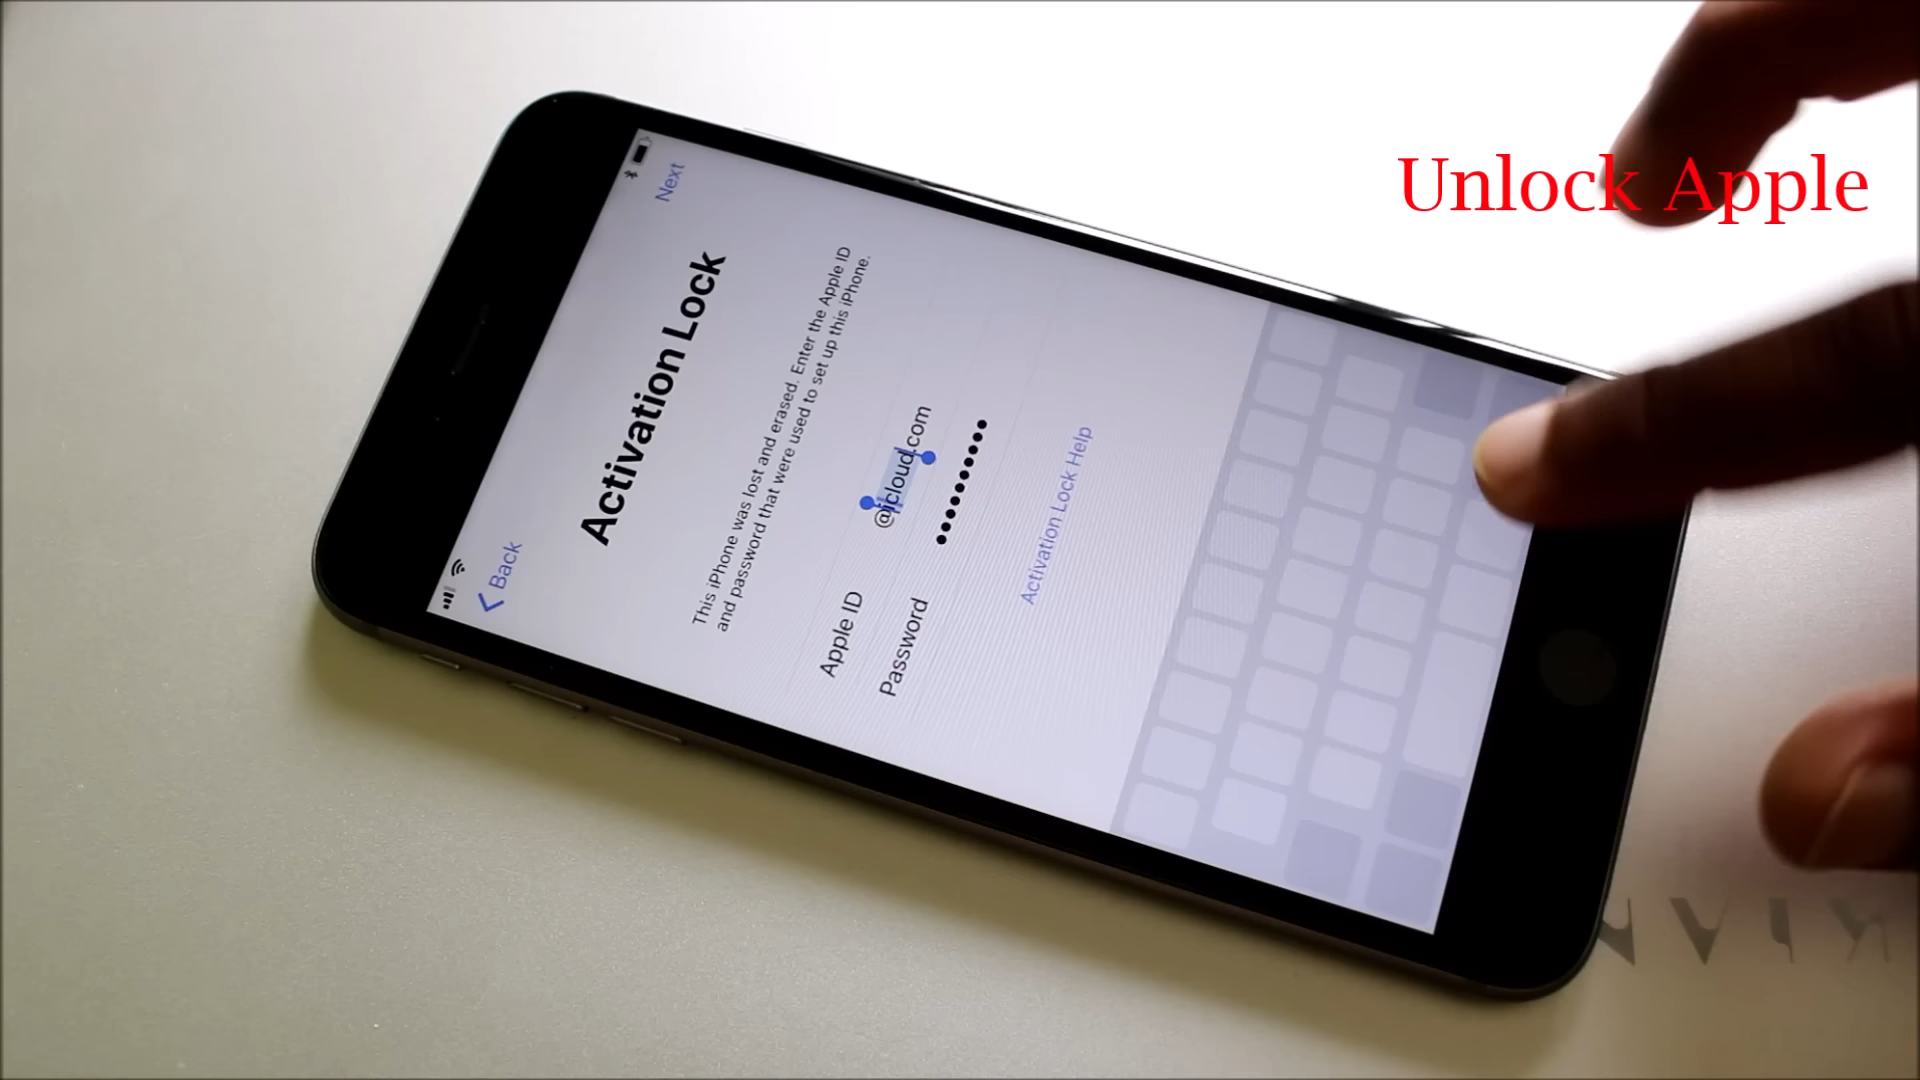 Unlock Apple
Back
Next
Activation Lock
This iPhone was lost and erased. Enter the Apple ID
and password that were used to set up this iPhone.
Apple ID @icloud.com
Password ●●●●●●●●●●
Activation Lock Help